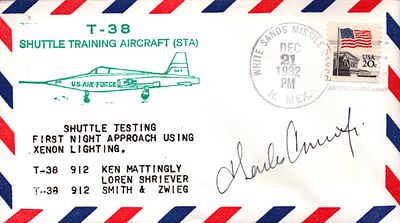 T-38
SHUTTLE TRAINING AIRCRAFT (STA)
U.S. AIR FORCE
WHITE SANDS MISSILE
DEC
21
1982
PM
N. MEX.
USA
20c
SHUTTLE TESTING
FIRST NIGHT APPROACH USING
XENON LIGHTING.
T-38 912 KEN MATTINGLY
LOREN SHRIEVER
T-38 912 SMITH & ZWIEG